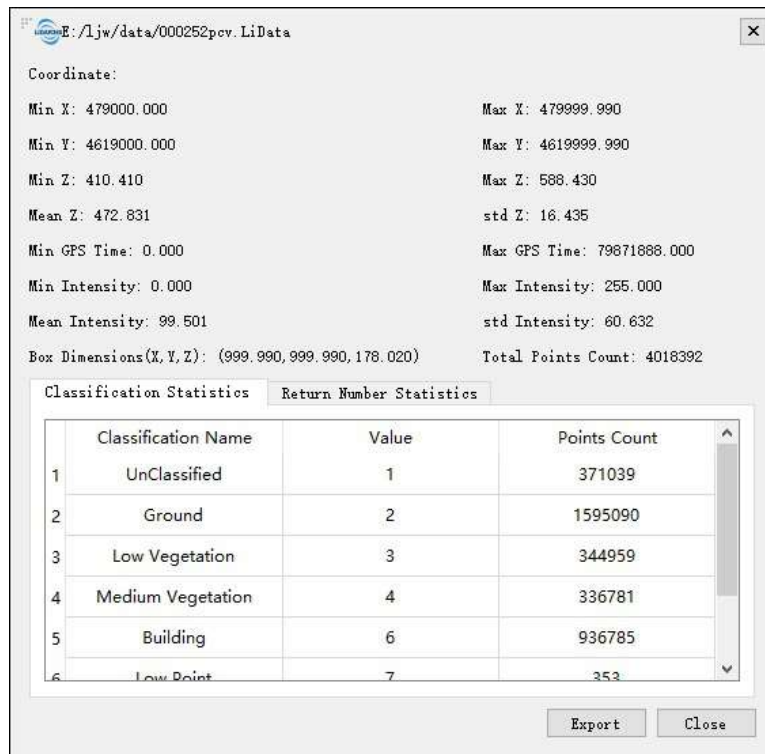 E:/ljw/data/000252pcv.LiData
Coordinate:
Min X: 479000.000 Max X: 479999.990
Min Y: 4619000.000 Max Y: 4619999.990
Min Z: 410.410 Max Z: 588.430
Mean Z: 472.831 std Z: 16.435
Min GPS Time: 0.000 Max GPS Time: 79871888.000
Min Intensity: 0.000 Max Intensity: 255.000
Mean Intensity: 99.501 std Intensity: 60.632
Box Dimensions(X,Y,Z): (999.990,999.990,178.020) Total Points Count: 4018392
Classification Statistics Return Number Statistics
Classification Name Value Points Count
1 UnClassified 1 371039
2 Ground 2 1595090
3 Low Vegetation 3 344959
4 Medium Vegetation 4 336781
5 Building 6 936785
6 Low Point 7 353
Export Close